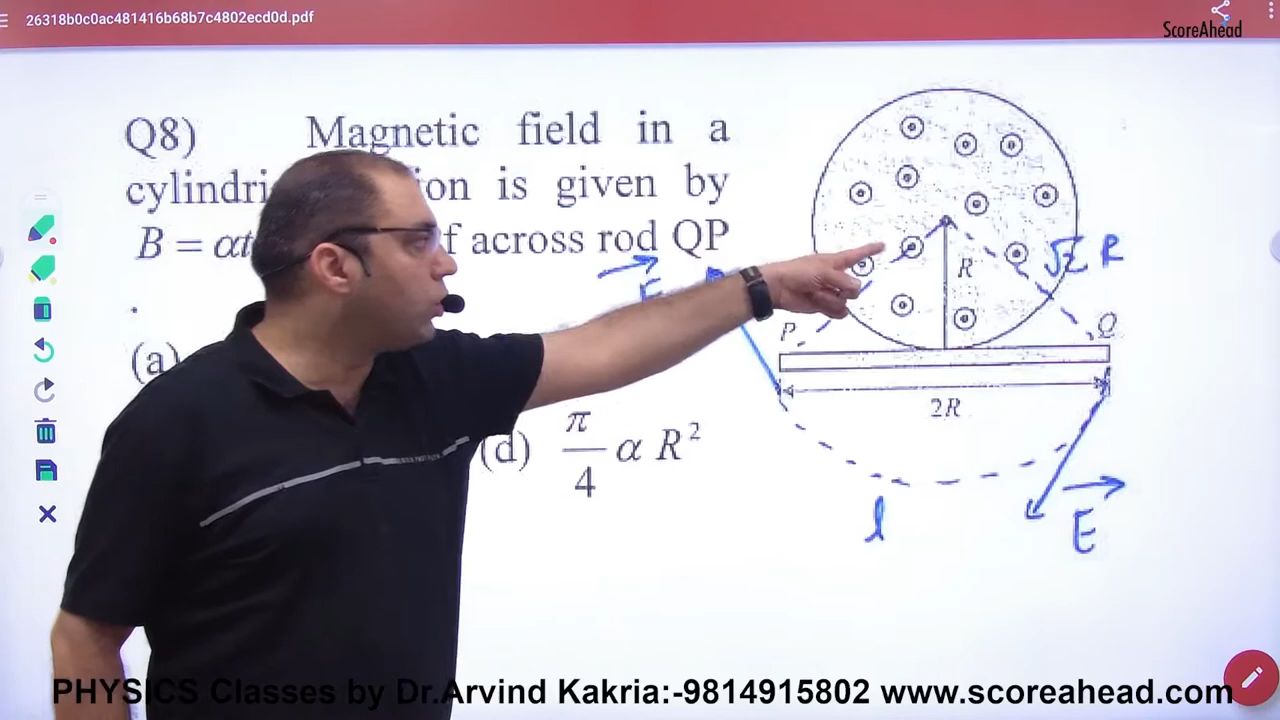 26318b0c0ac481416b68b7c4802ecd0d.pdf
ScoreAhead
Q8) Magnetic field in a
cylindri ion is given by
B = αt f across rod QP
.
(a)
(d) π/4 α R²
E
R
√2 R
P
Q
2R
l
E
PHYSICS Classes by Dr.Arvind Kakria:-9814915802 www.scoreahead.com